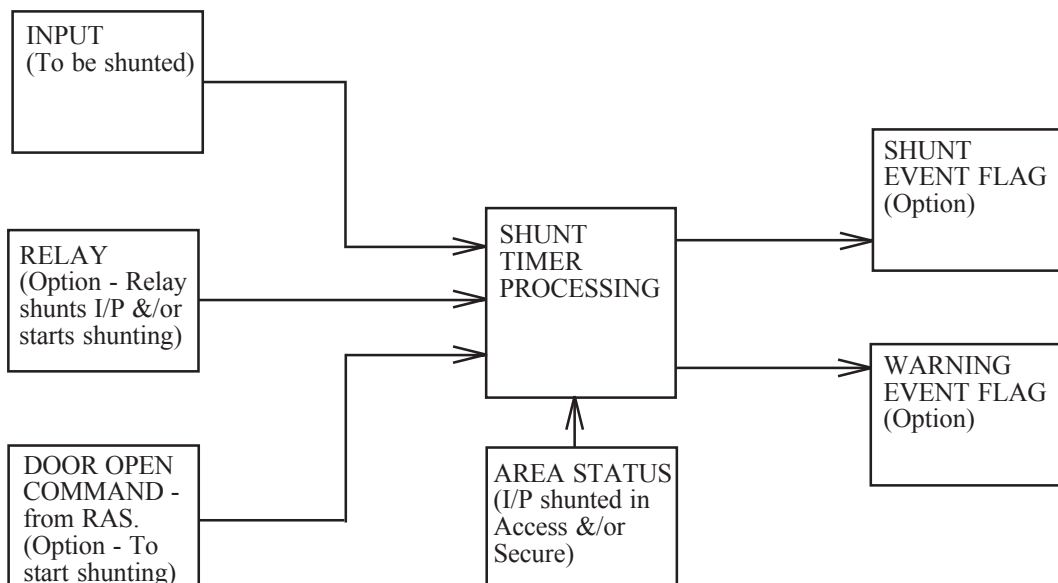 INPUT
(To be shunted)
RELAY
(Option - Relay
shunts I/P &/or
starts shunting)
DOOR OPEN
COMMAND -
from RAS.
(Option - To
start shunting)
SHUNT
TIMER
PROCESSING
AREA STATUS
(I/P shunted in
Access &/or
Secure)
SHUNT
EVENT FLAG
(Option)
WARNING
EVENT FLAG
(Option)